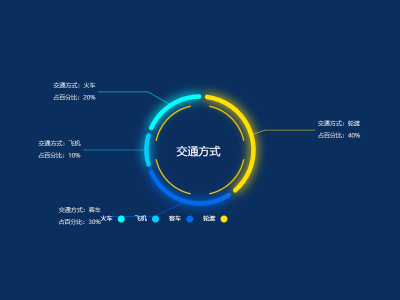 交通方式：火车
占百分比：20%
交通方式：轮渡
占百分比：40%
交通方式：飞机
占百分比：10%
交通方式
交通方式：客车
占百分比：30%
火车 飞机 客车 轮渡